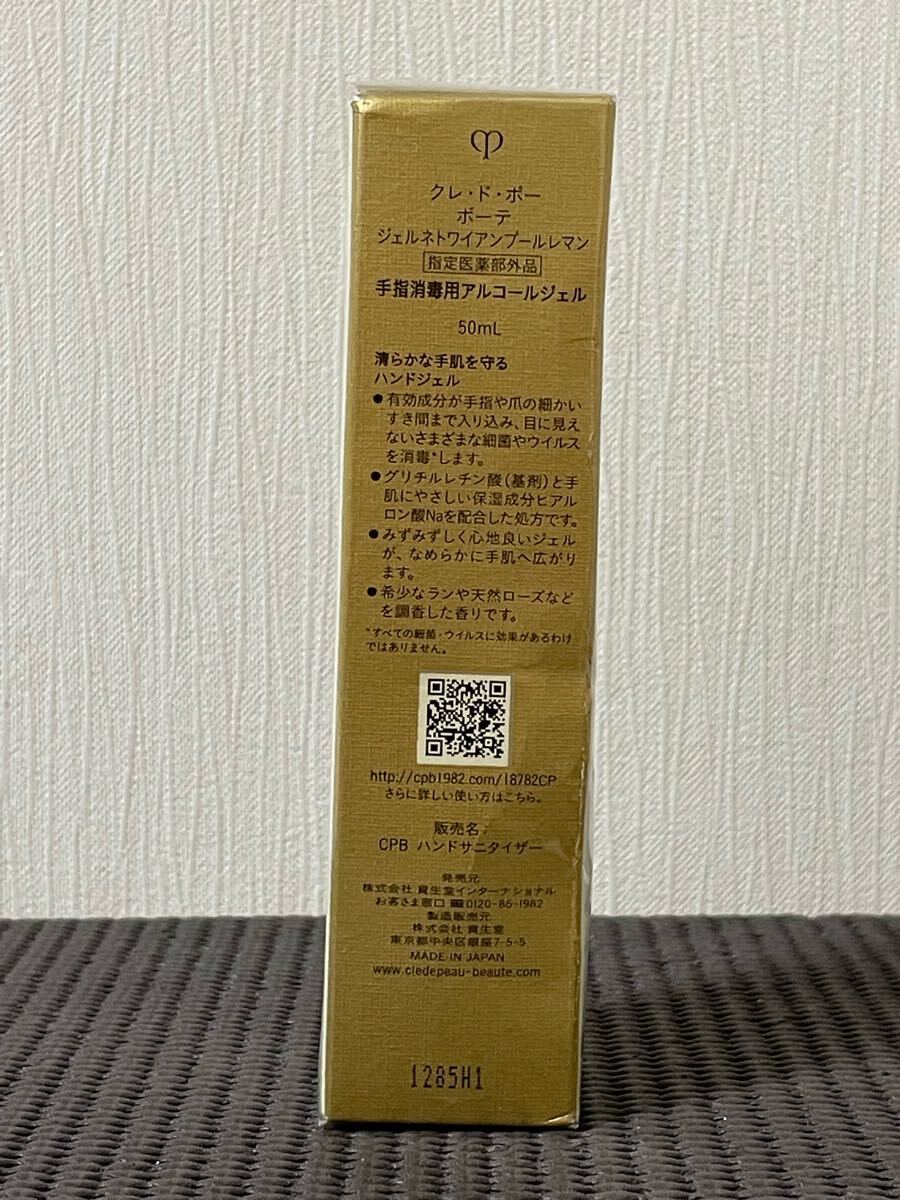 クレ・ド・ポー
ボーテ
ジェルネトワイアンプールレマン
指定医薬部外品
手指消毒用アルコールジェル
50mL
清らかな手肌を守る
ハンドジェル
●有効成分が手指や爪の細かい
すき間まで入り込み、目に見え
ないさまざまな細菌やウイルス
を消毒*します。
●グリチルレチン酸(基剤)と手
肌にやさしい保湿成分ヒアル
ロン酸Naを配合した処方です。
●みずみずしく心地良いジェル
が、なめらかに手肌へ広がり
ます。
●希少なランや天然ローズなど
を調香した香りです。
*すべての細菌・ウイルスに効果があるわけ
ではありません。
http://cpb1982.com/18782CP
さらに詳しい使い方はこちら。
販売名:
CPB ハンドサニタイザー
発売元
株式会社 資生堂インターナショナル
お客さま窓口 ☎0120-86-1982
製造販売元
株式会社 資生堂
東京都中央区銀座7-5-5
MADE IN JAPAN
www.cledepeau-beaute.com
1285H1